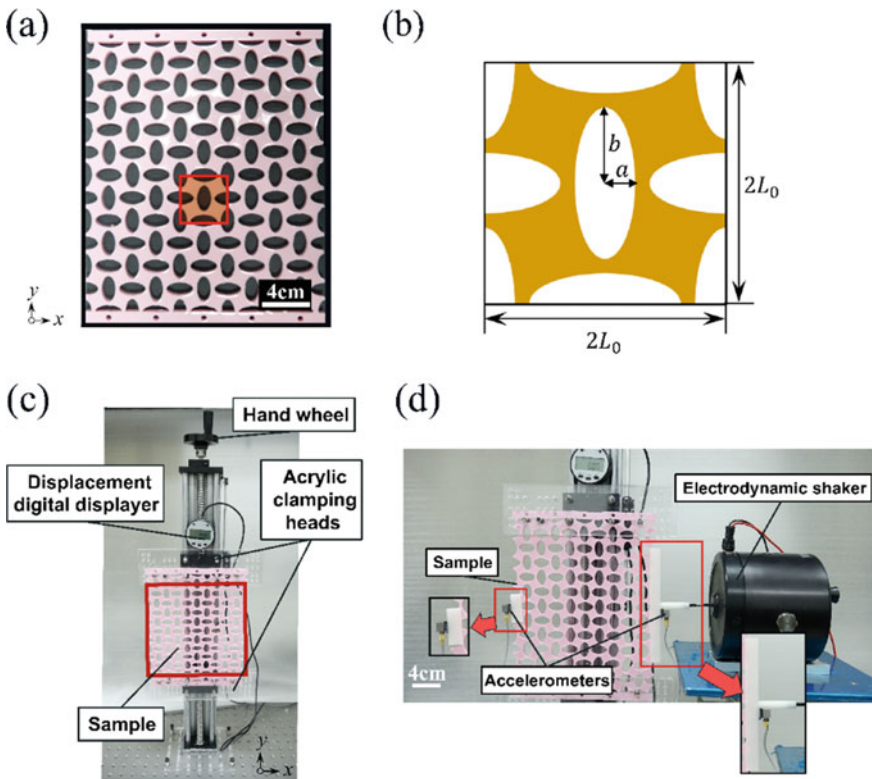 (a)
4cm
y
x
(b)
b
a
2L₀
2L₀
(c)
Hand wheel
Displacement
digital displayer
Acrylic
clamping
heads
Sample
y
x
(d)
Electrodynamic shaker
Sample
Accelerometers
4cm